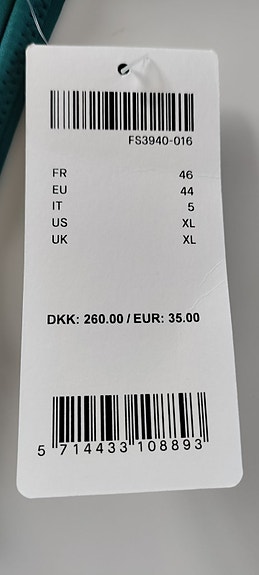 FS3940-016
FR 46
EU 44
IT 5
US XL
UK XL
DKK: 260.00 / EUR: 35.00
5 714433 108893